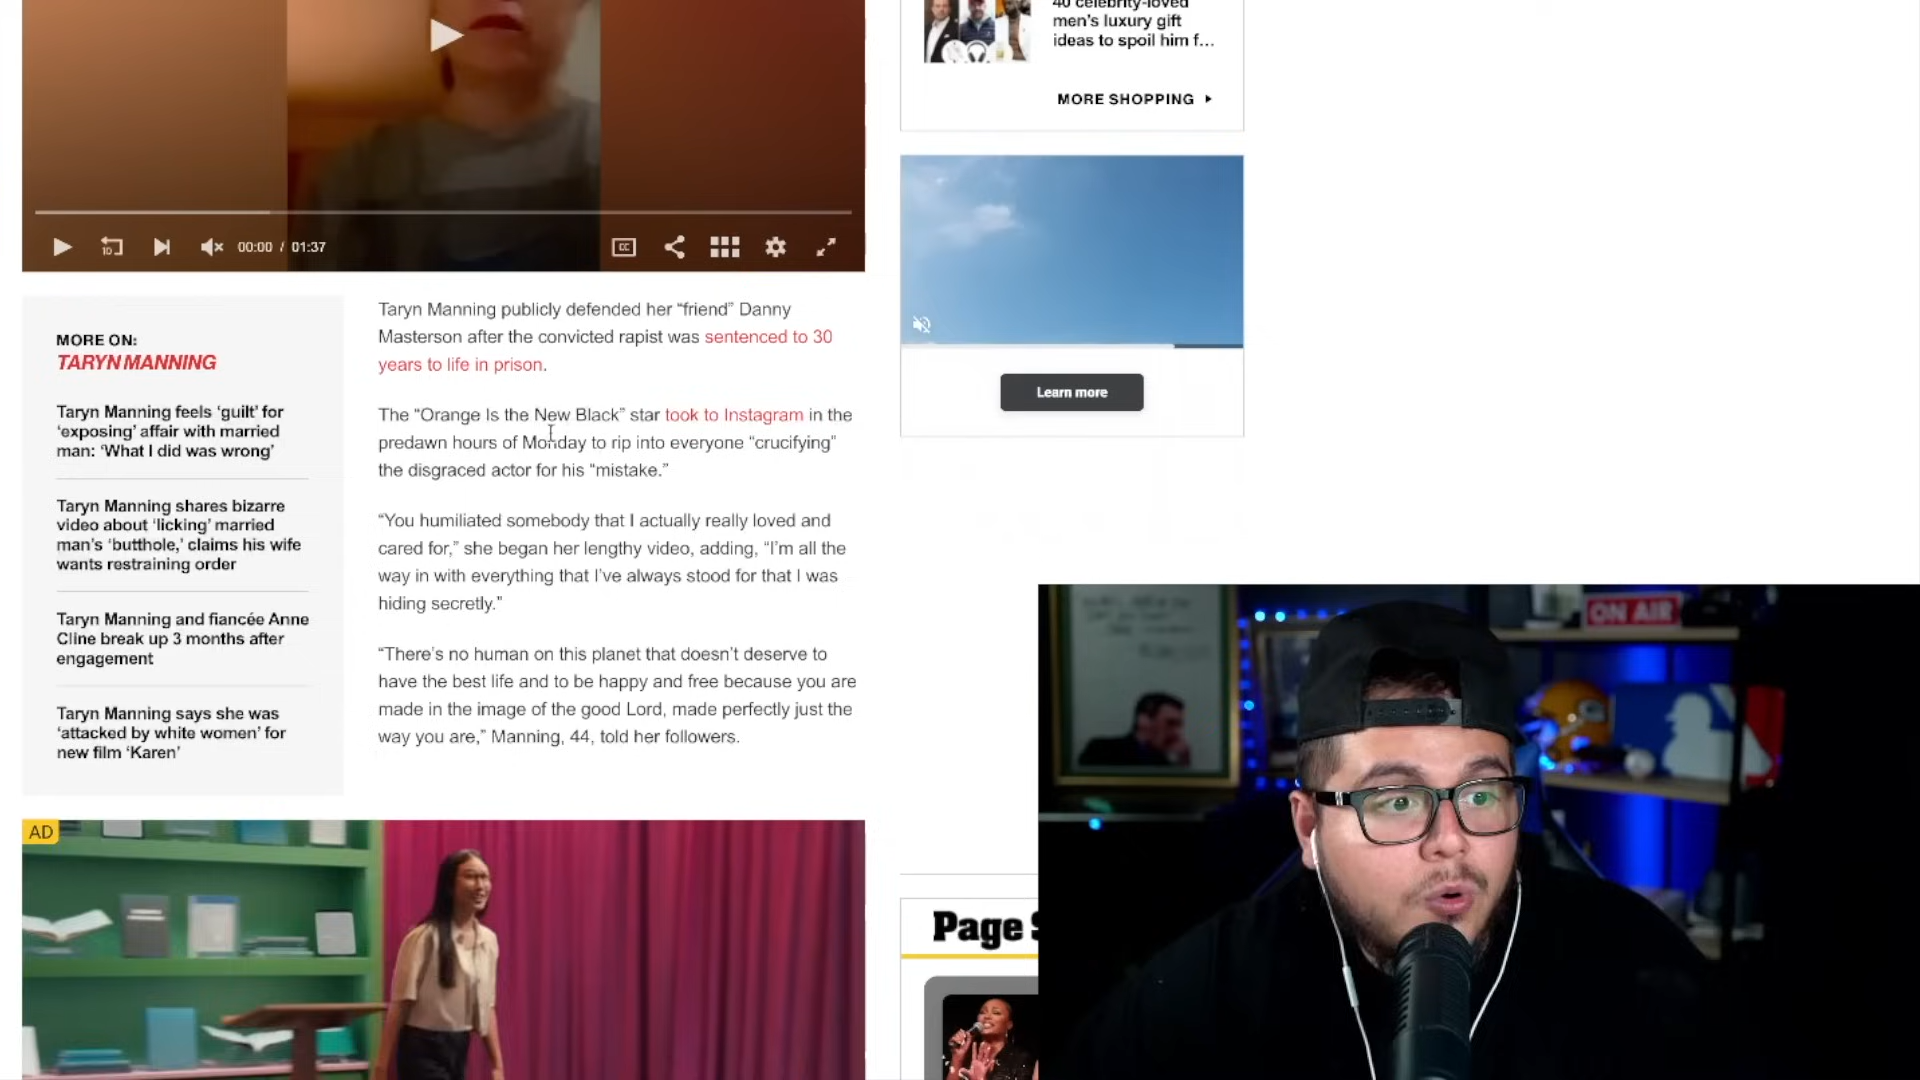 40 celebrity-loved
men's luxury gift
ideas to spoil him f...
MORE SHOPPING
10
00:00 / 01:37
CC
Learn more
MORE ON:
TARYN MANNING
Taryn Manning feels ‘guilt’ for
‘exposing’ affair with married
man: ‘What I did was wrong’
Taryn Manning shares bizarre
video about ‘licking’ married
man’s ‘butthole,’ claims his wife
wants restraining order
Taryn Manning and fiancée Anne
Cline break up 3 months after
engagement
Taryn Manning says she was
‘attacked by white women’ for
new film ‘Karen’
Taryn Manning publicly defended her “friend” Danny
Masterson after the convicted rapist was sentenced to 30
years to life in prison.
The “Orange Is the New Black” star took to Instagram in the
predawn hours of Monday to rip into everyone “crucifying”
the disgraced actor for his “mistake.”
“You humiliated somebody that I actually really loved and
cared for,” she began her lengthy video, adding, “I’m all the
way in with everything that I’ve always stood for that I was
hiding secretly.”
“There’s no human on this planet that doesn’t deserve to
have the best life and to be happy and free because you are
made in the image of the good Lord, made perfectly just the
way you are,” Manning, 44, told her followers.
AD
Page
ON AIR